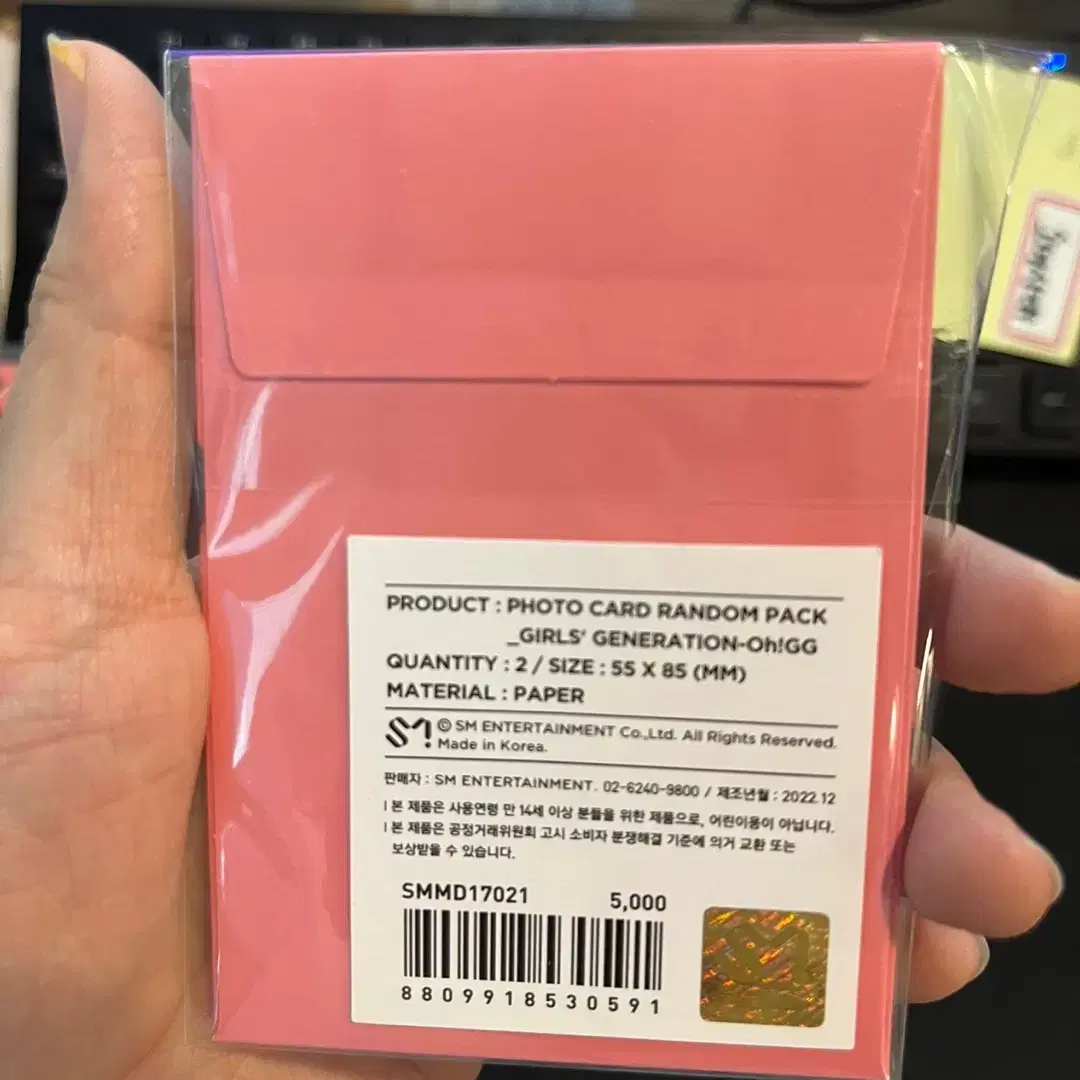 PRODUCT : PHOTO CARD RANDOM PACK
_GIRLS' GENERATION-Oh!GG
QUANTITY : 2 / SIZE : 55 X 85 (MM)
MATERIAL : PAPER
SM
© SM ENTERTAINMENT Co.,Ltd. All Rights Reserved.
Made in Korea.
판매자 : SM ENTERTAINMENT. 02-6240-9800 / 제조년월 : 2022.12
l 본 제품은 사용연령 만 14세 이상 분들을 위한 제품으로, 어린이용이 아닙니다.
l 본 제품은 공정거래위원회 고시 소비자 분쟁해결 기준에 의거 교환 또는
보상받을 수 있습니다.
SMMD17021 5,000
8809918530591
SM